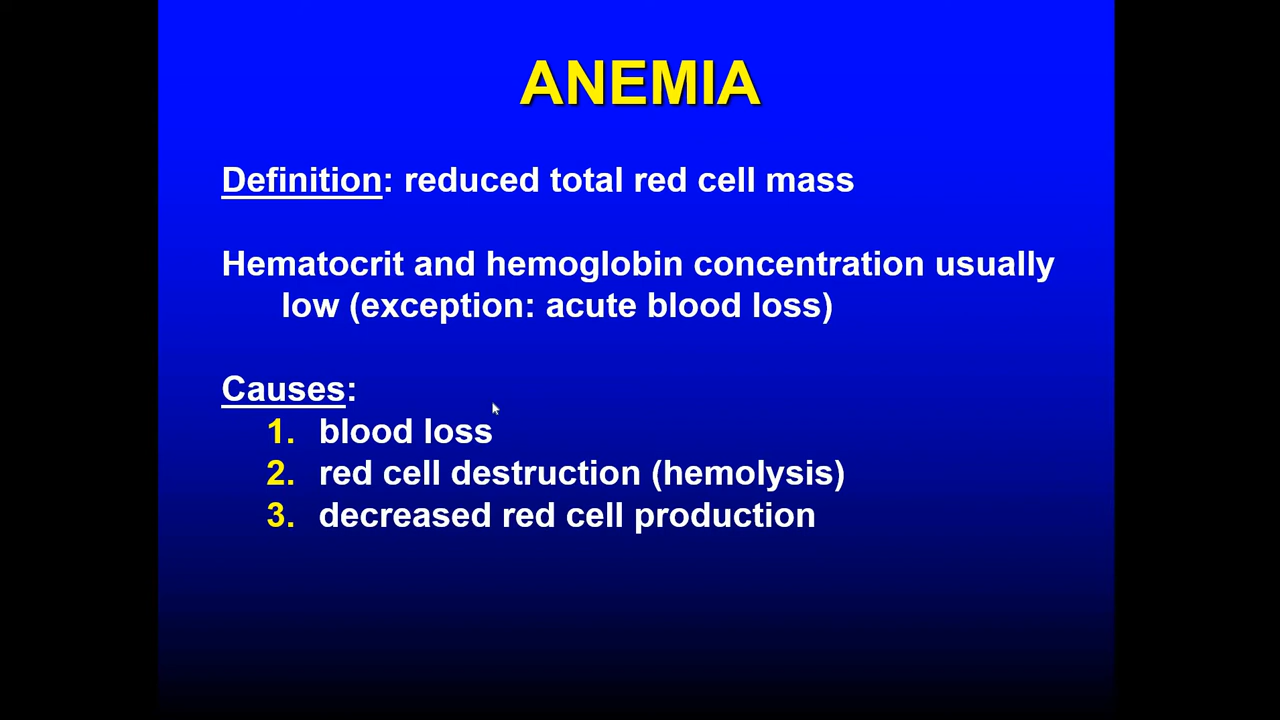 ANEMIA
Definition: reduced total red cell mass
Hematocrit and hemoglobin concentration usually
low (exception: acute blood loss)
Causes:
1. blood loss
2. red cell destruction (hemolysis)
3. decreased red cell production